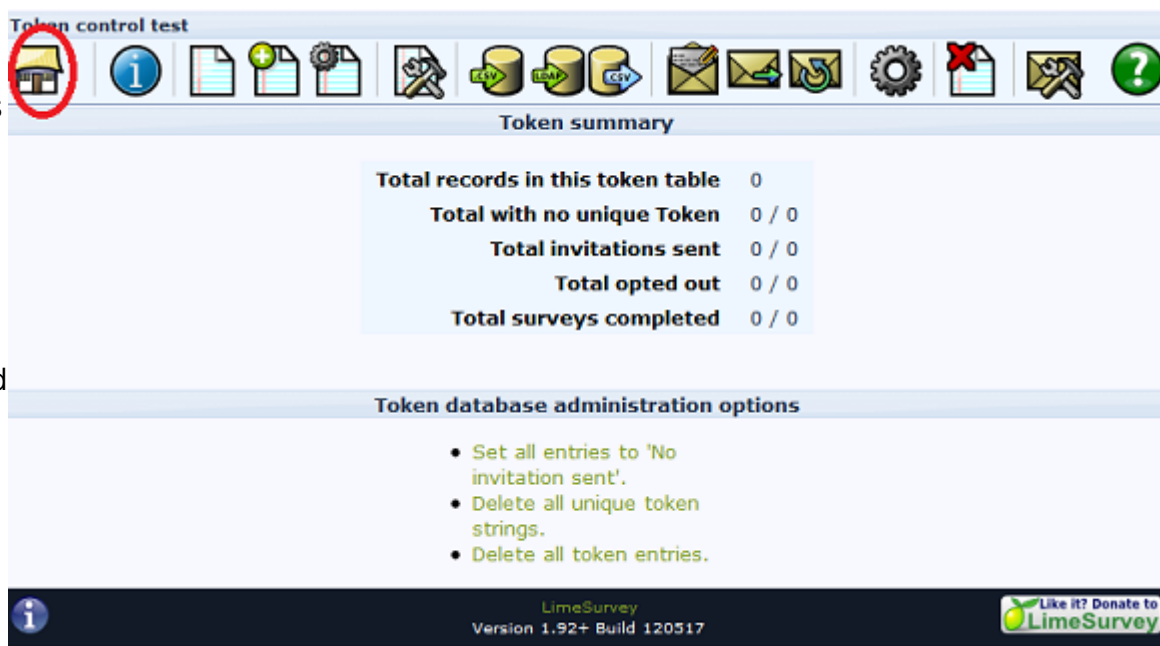 Token control test
CSV LDAP CSV
s
Token summary
Total records in this token table 0
Total with no unique Token 0 / 0
Total invitations sent 0 / 0
Total opted out 0 / 0
Total surveys completed 0 / 0
d
Token database administration options
Set all entries to 'No
invitation sent'.
Delete all unique token
strings.
Delete all token entries.
LimeSurvey
Version 1.92+ Build 120517
Like it? Donate to
LimeSurvey